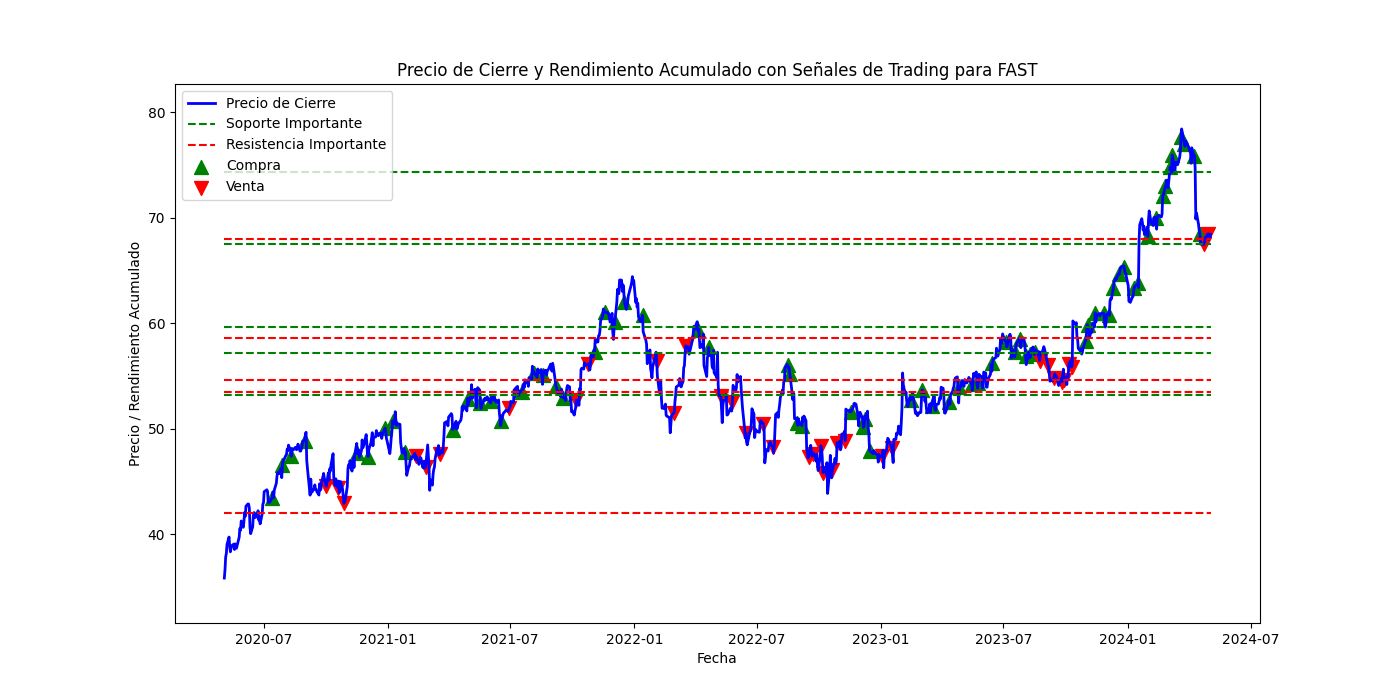 Precio de Cierre y Rendimiento Acumulado con Señales de Trading para FAST
Precio de Cierre
Soporte Importante
Resistencia Importante
Compra
Venta
Precio / Rendimiento Acumulado
80
70
60
50
40
2020-07
2021-01
2021-07
2022-01
2022-07
2023-01
2023-07
2024-01
2024-07
Fecha